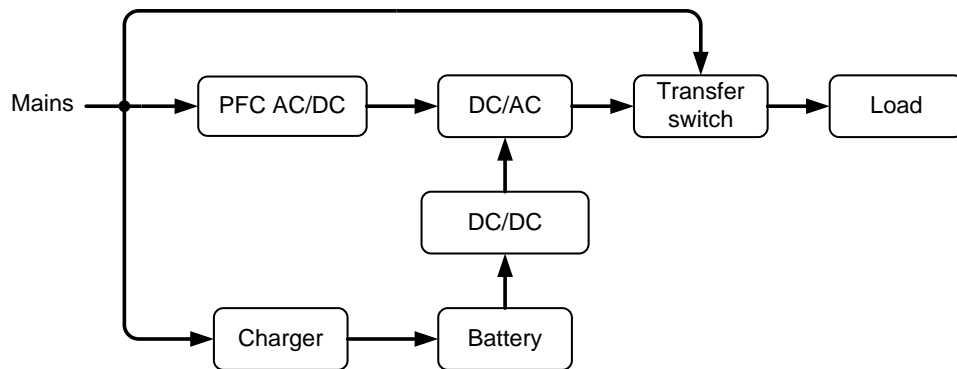 Mains
PFC AC/DC
DC/AC
Transfer
switch
Load
DC/DC
Charger
Battery